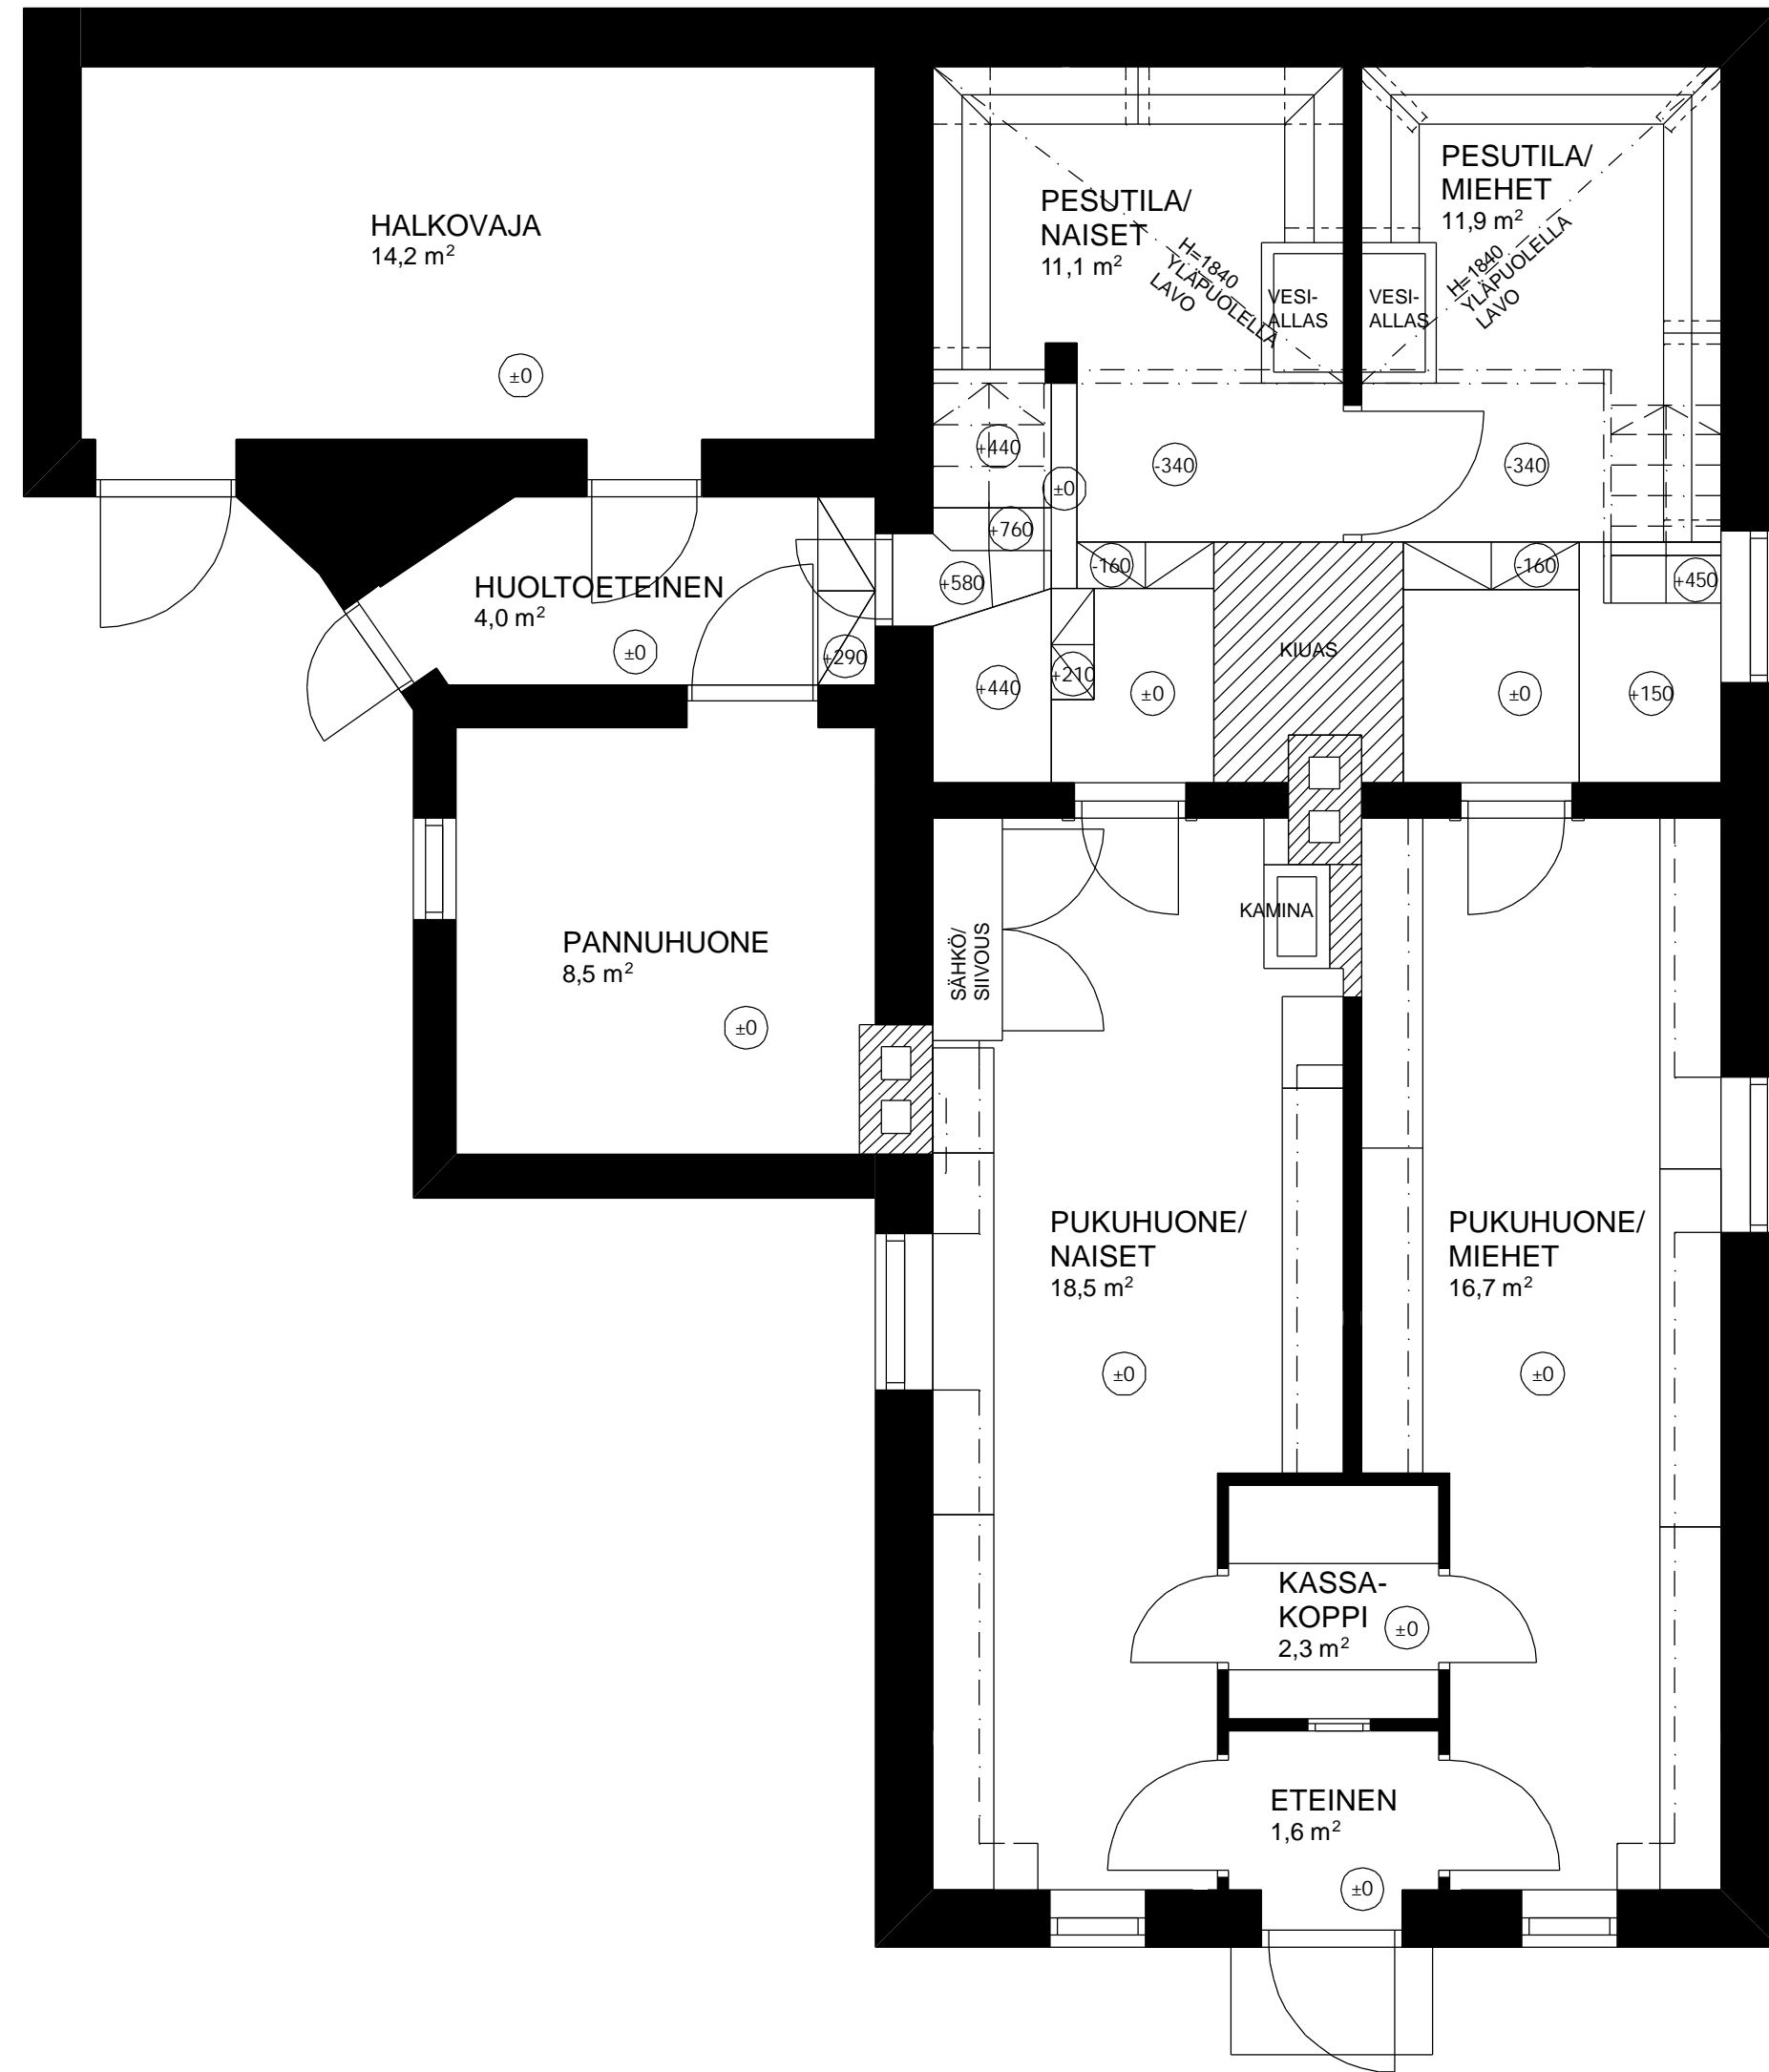 HALKOVAJA
14,2 m²
±0
PESUTILA/
NAISET
11,1 m²
H=1840
YLÄPUOLELLA
LAVO
VESI-
ALLAS
PESUTILA/
MIEHET
11,9 m²
H=1840
YLÄPUOLELLA
LAVO
VESI-
ALLAS
+440
±0
-340
-340
+760
+580
-160
-160
+450
HUOLTOETEINEN
4,0 m²
±0
+290
+440
+210
±0
KIUAS
±0
+150
PANNUHUONE
8,5 m²
±0
SÄHKÖ/
SIIVOUS
KAMINA
PUKUHUONE/
NAISET
18,5 m²
±0
PUKUHUONE/
MIEHET
16,7 m²
±0
KASSA-
KOPPI
2,3 m²
±0
ETEINEN
1,6 m²
±0